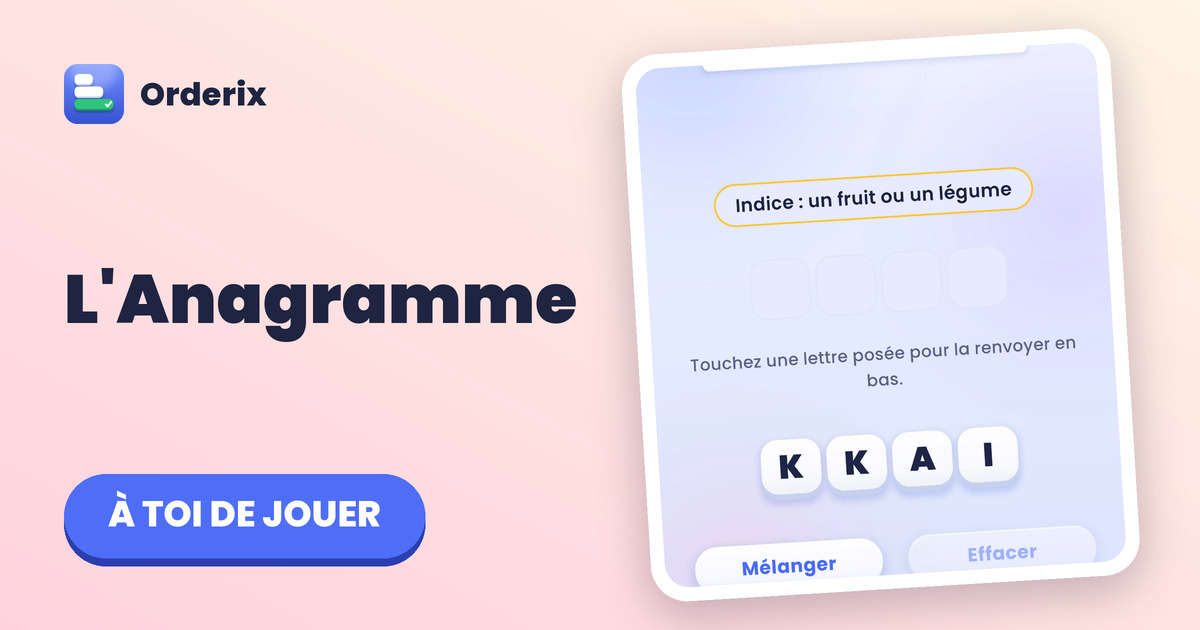 Orderix
L'Anagramme
À TOI DE JOUER
Indice : un fruit ou un légume
Touchez une lettre posée pour la renvoyer en
bas.
K K A I
Mélanger Effacer